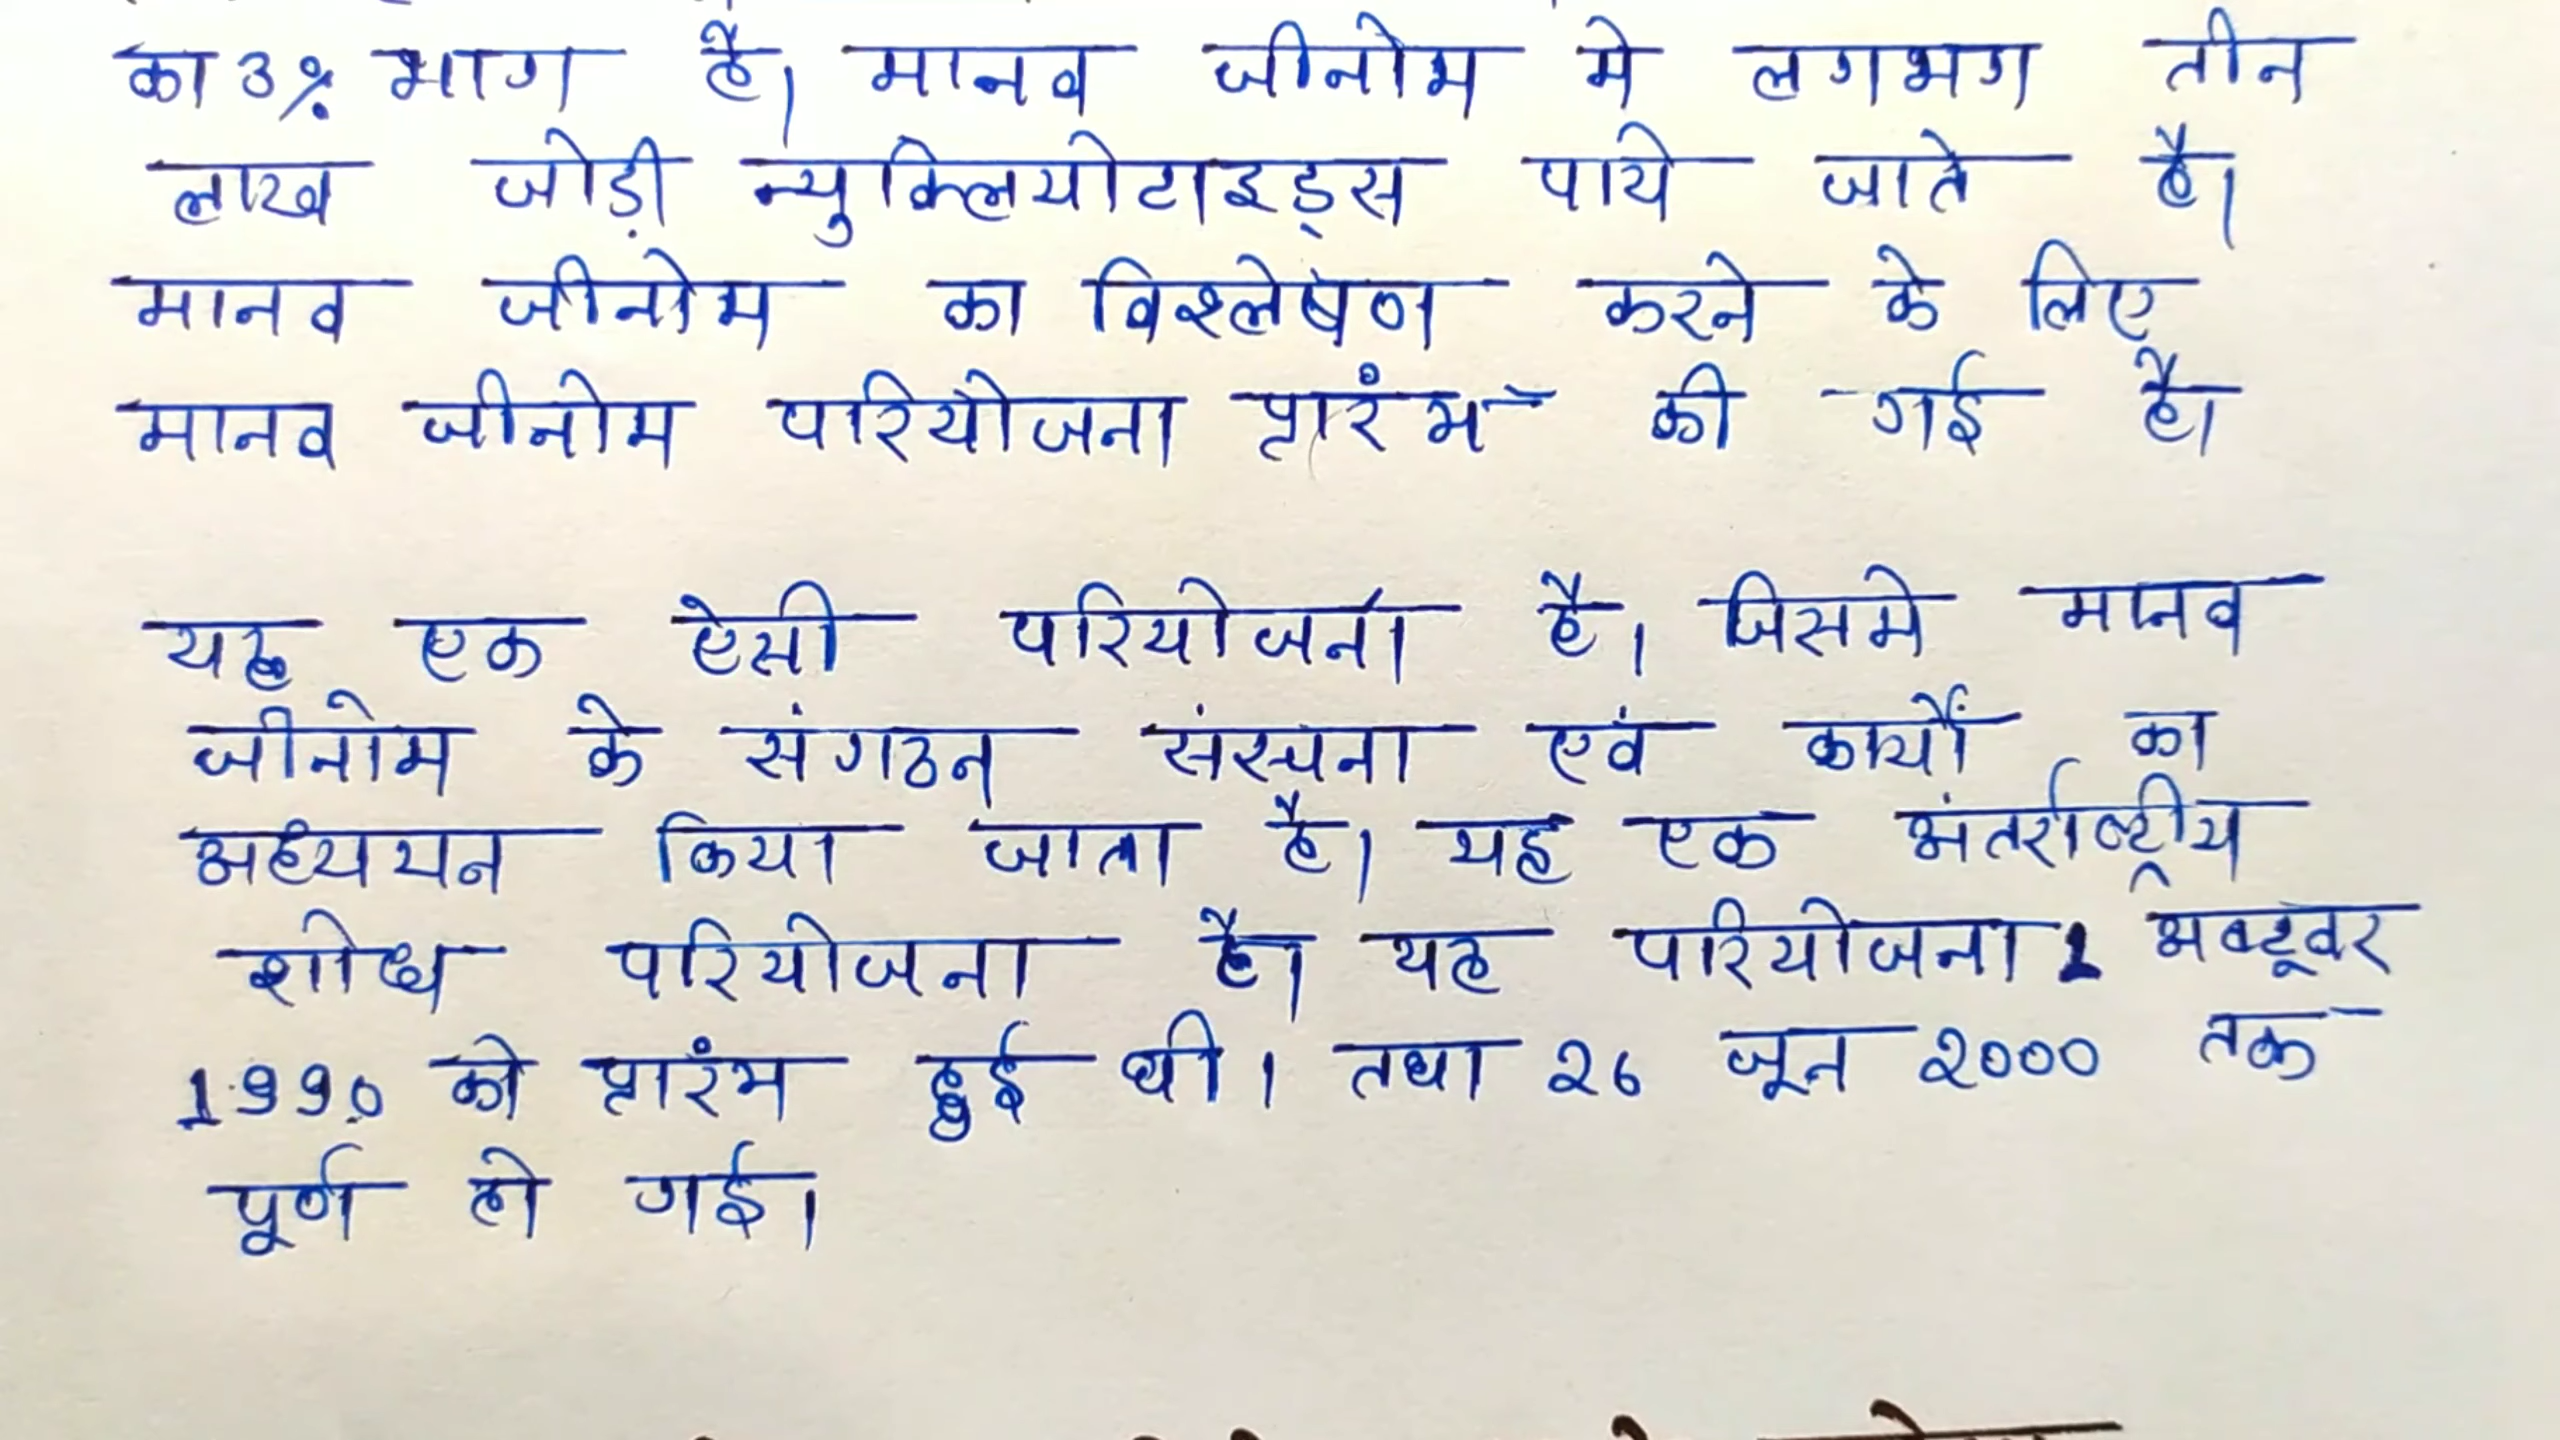 का 3% भाग है। मानव जीनोम मे लगभग तीन
लाख जोड़ी न्युक्लियोटाइड्स पाये जाते है।
मानव जीनोम का विश्लेषण करने के लिए
मानव जीनोम परियोजना प्रारंभ की गई है।
यह एक ऐसी परियोजना है। जिसमे मानव
जीनोम के संगठन संरचना एवं कार्यों का
अध्ययन किया जाता है। यह एक अंतर्राष्ट्रीय
शोध परियोजना है। यह परियोजना 1 अक्टूवर
1990 को प्रारंभ हुई थी। तथा 26 जून 2000 तक
पूर्ण हो गई।